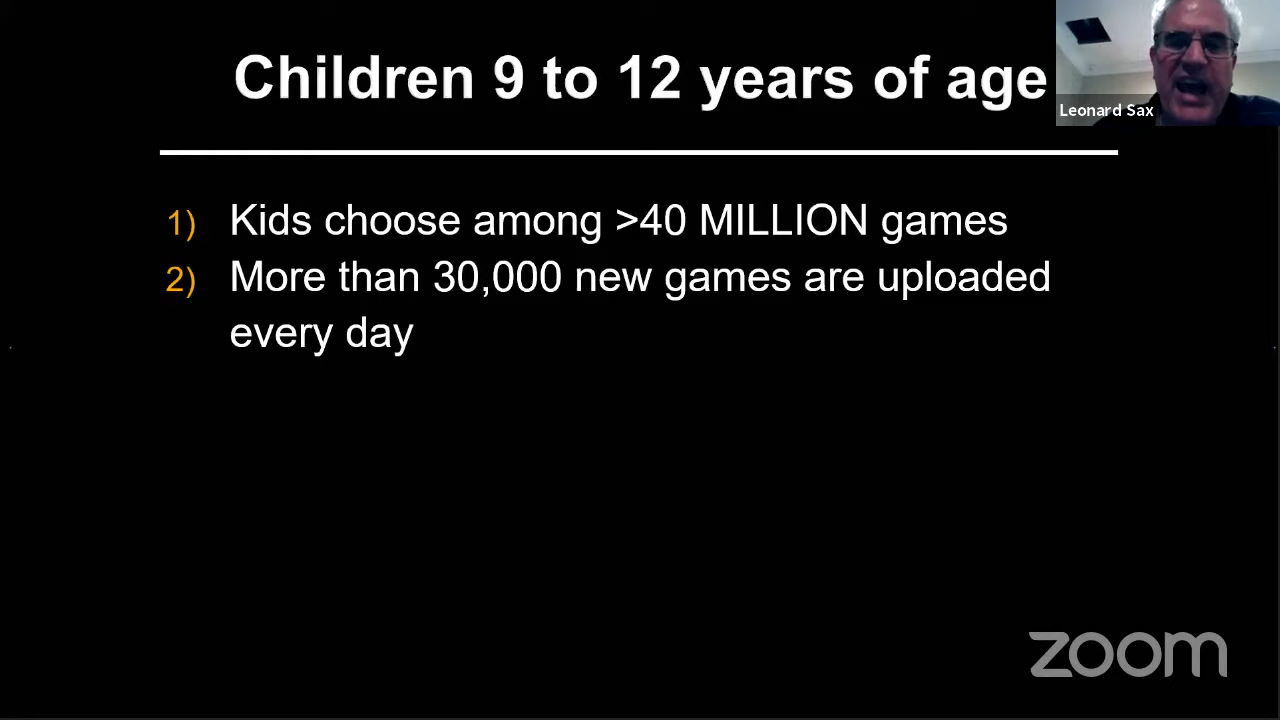 Children 9 to 12 years of age
Leonard Sax
1) Kids choose among >40 MILLION games
2) More than 30,000 new games are uploaded
every day
zoom